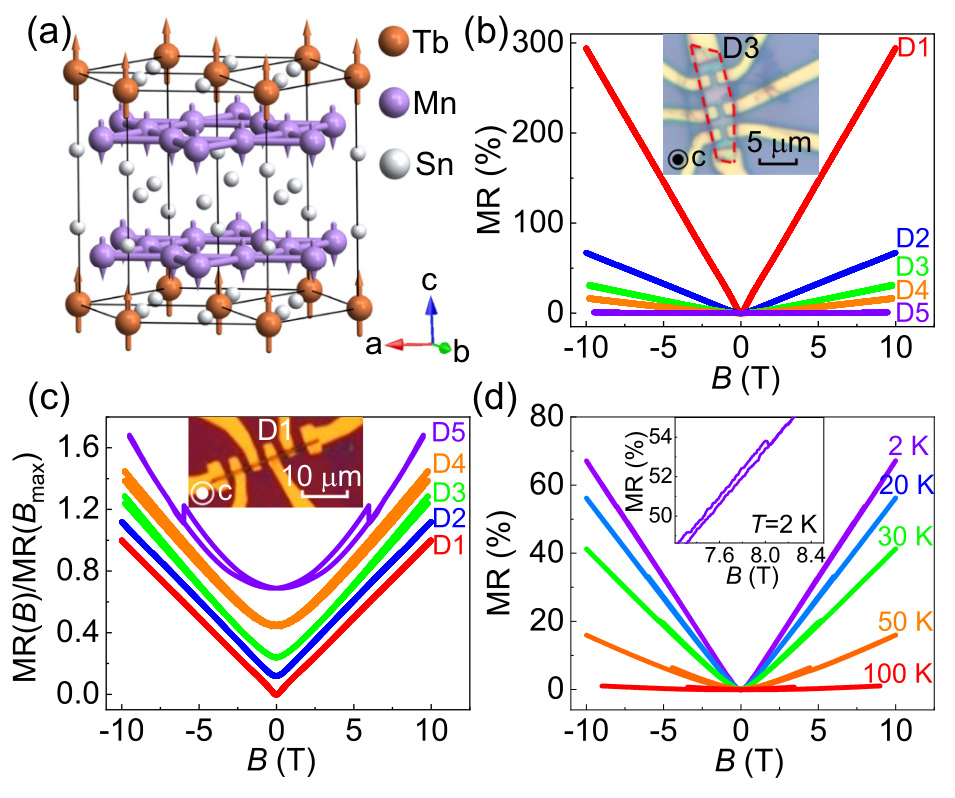 (a)
Tb
Mn
Sn
c
a
b
(b)
300
200
100
0
MR (%)
D1
D2
D3
D4
D5
D3
5 μm
c
-10 -5 0 5 10
B (T)
(c)
1.6
1.2
0.8
0.4
0.0
MR(B)/MR(Bmax)
D1
10 μm
c
D5
D4
D3
D2
D1
-10 -5 0 5 10
B (T)
(d)
80
60
40
20
0
MR (%)
54
52
50
MR (%)
T=2 K
7.6 8.0 8.4
B (T)
2 K
20 K
30 K
50 K
100 K
-10 -5 0 5 10
B (T)